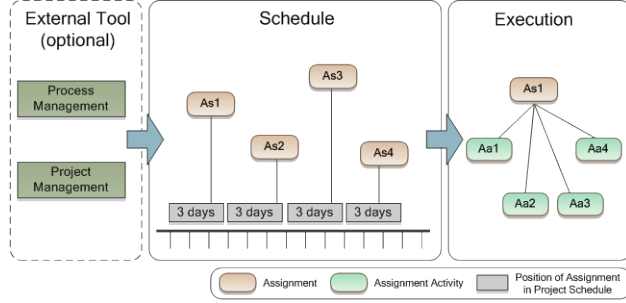 External Tool
(optional)
Process
Management
Project
Management
Schedule
As1
As2
As3
As4
3 days
3 days
3 days
3 days
Execution
As1
Aa1
Aa4
Aa2
Aa3
Assignment
Assignment Activity
Position of Assignment
in Project Schedule